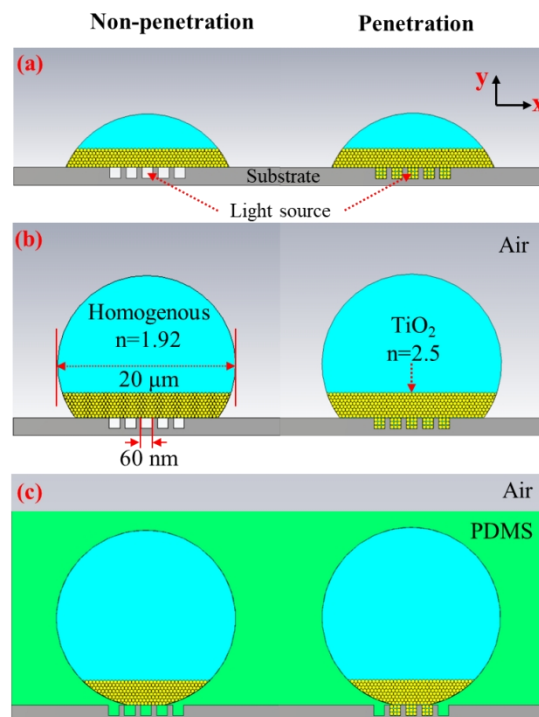 Non-penetration Penetration
(a)
y
x
Substrate
Light source
(b)
Air
Homogenous
n=1.92
20 μm
TiO₂
n=2.5
60 nm
(c)
Air
PDMS